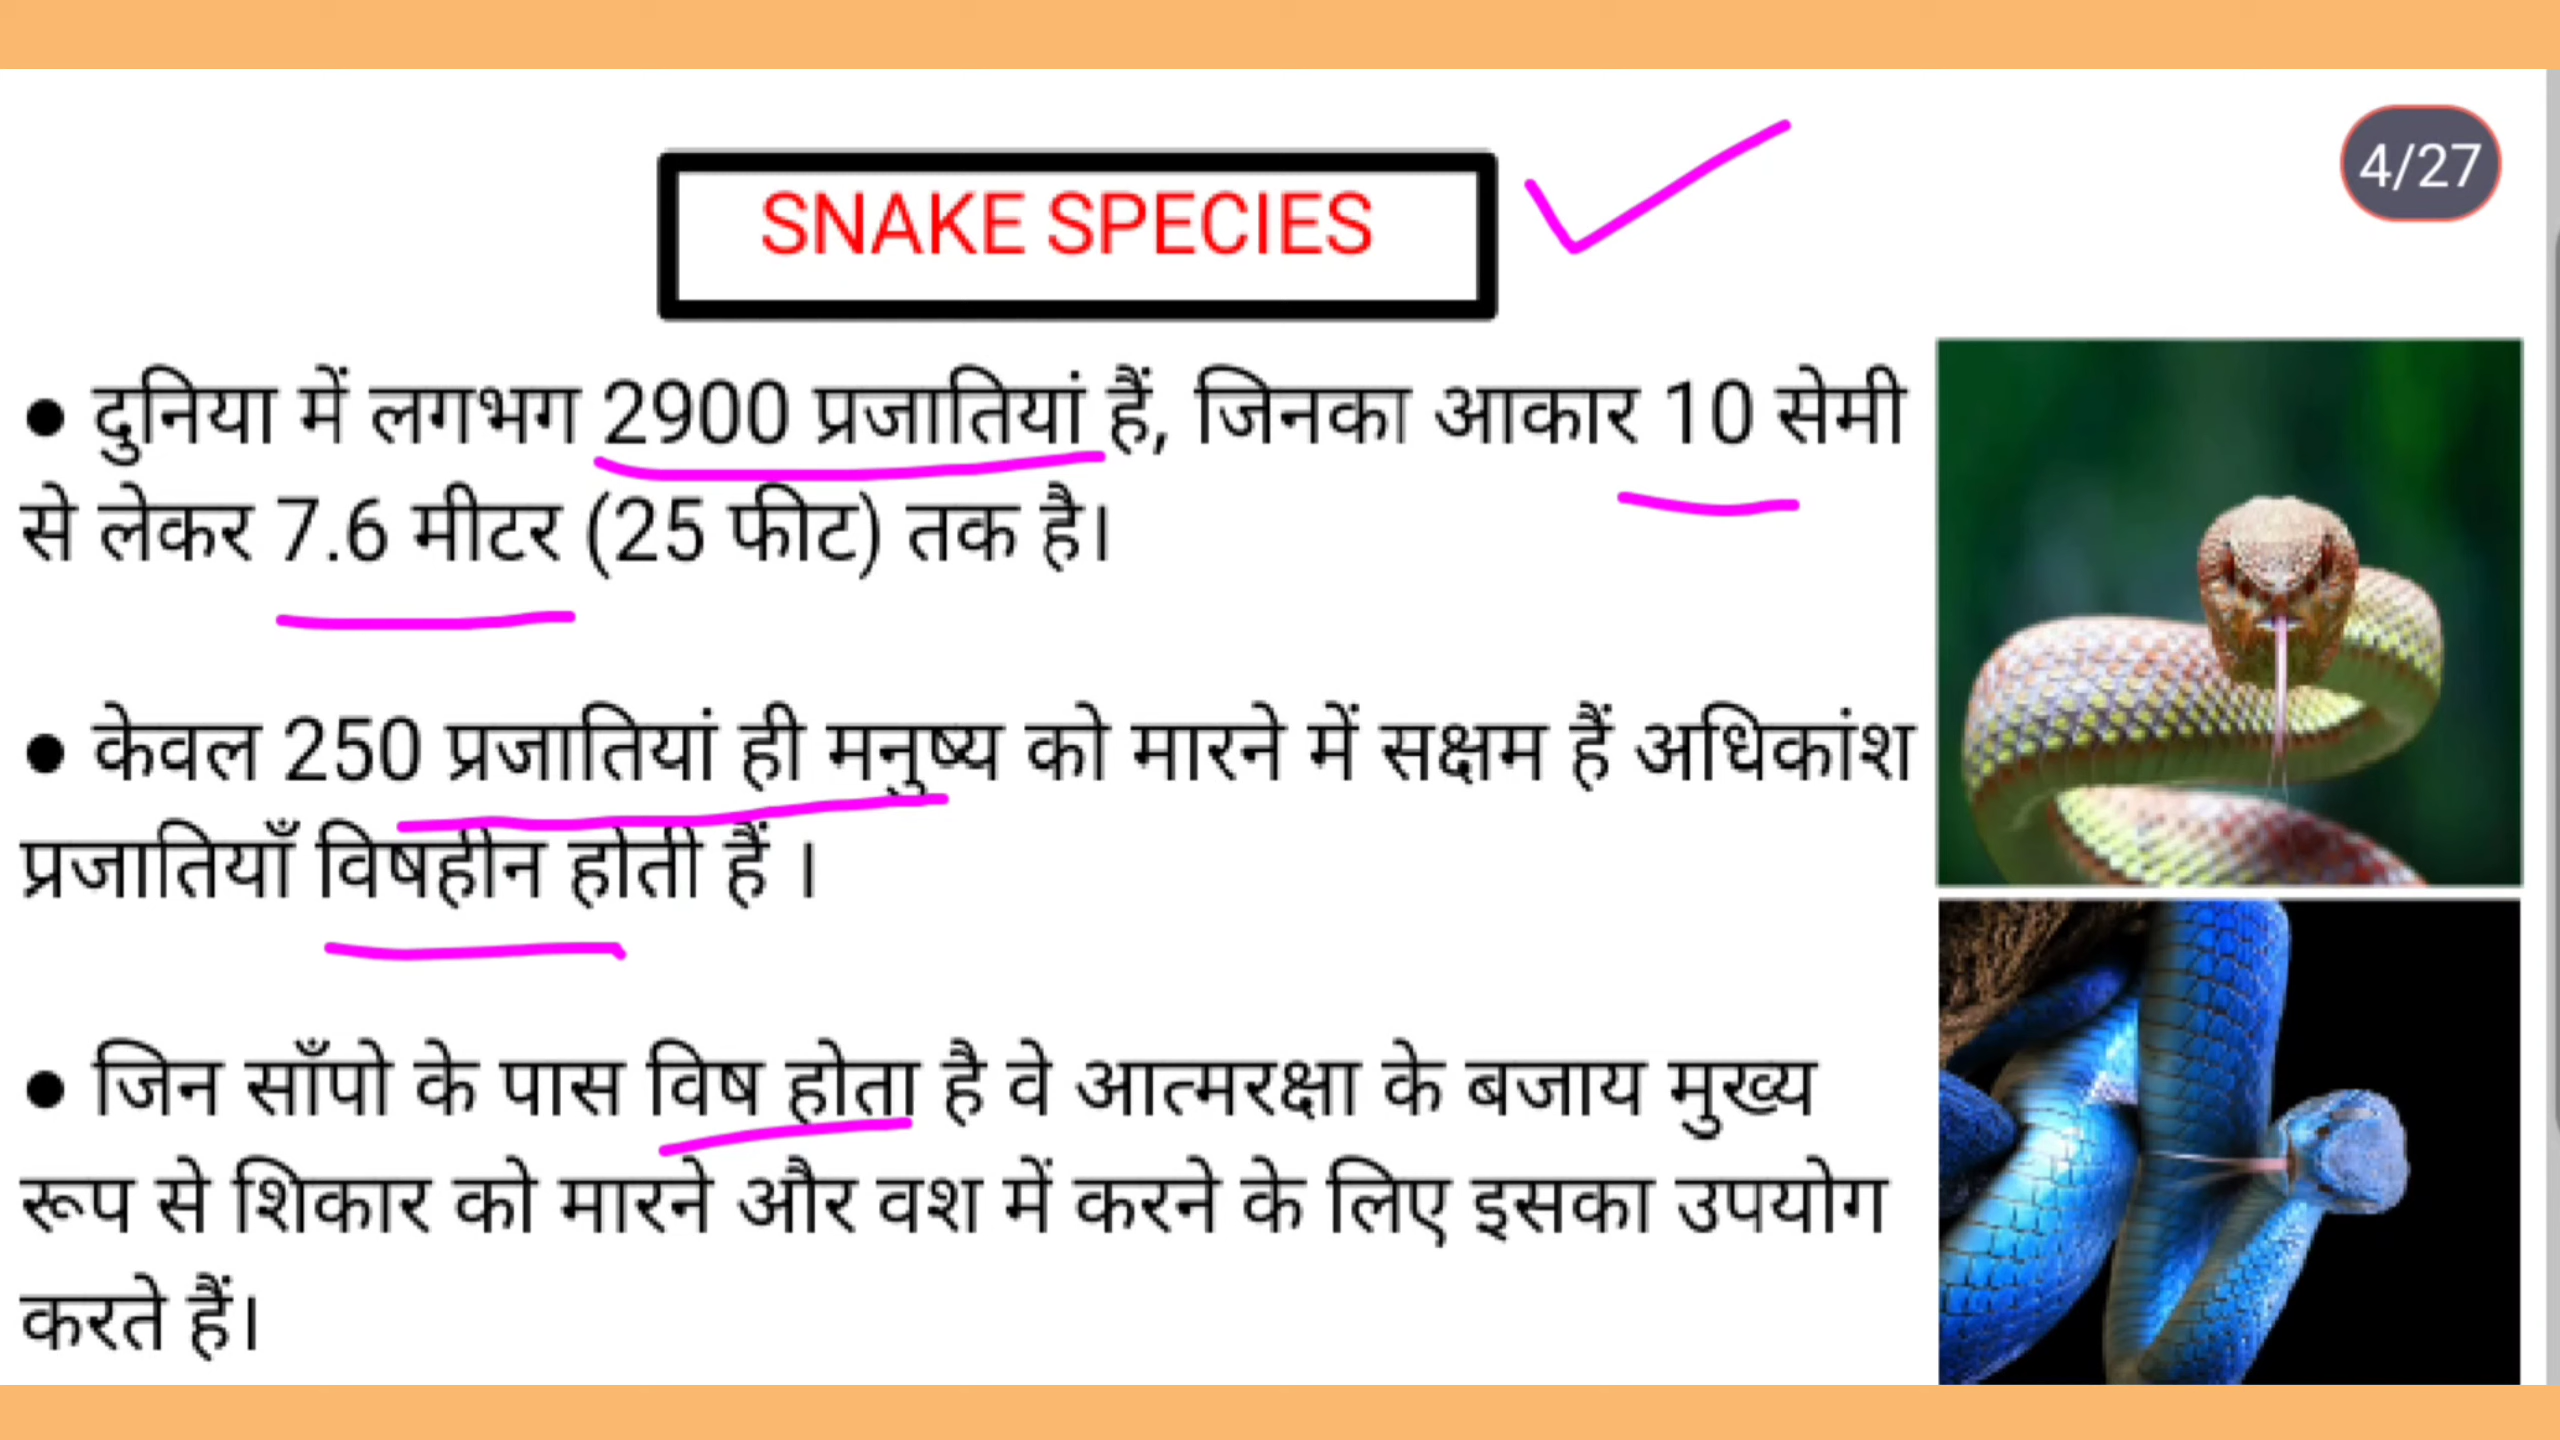 4/27
SNAKE SPECIES
● दुनिया में लगभग 2900 प्रजातियां हैं, जिनका आकार 10 सेमी
से लेकर 7.6 मीटर (25 फीट) तक है।
● केवल 250 प्रजातियां ही मनुष्य को मारने में सक्षम हैं अधिकांश
प्रजातियाँ विषहीन होती हैं ।
● जिन साँपो के पास विष होता है वे आत्मरक्षा के बजाय मुख्य
रूप से शिकार को मारने और वश में करने के लिए इसका उपयोग
करते हैं।